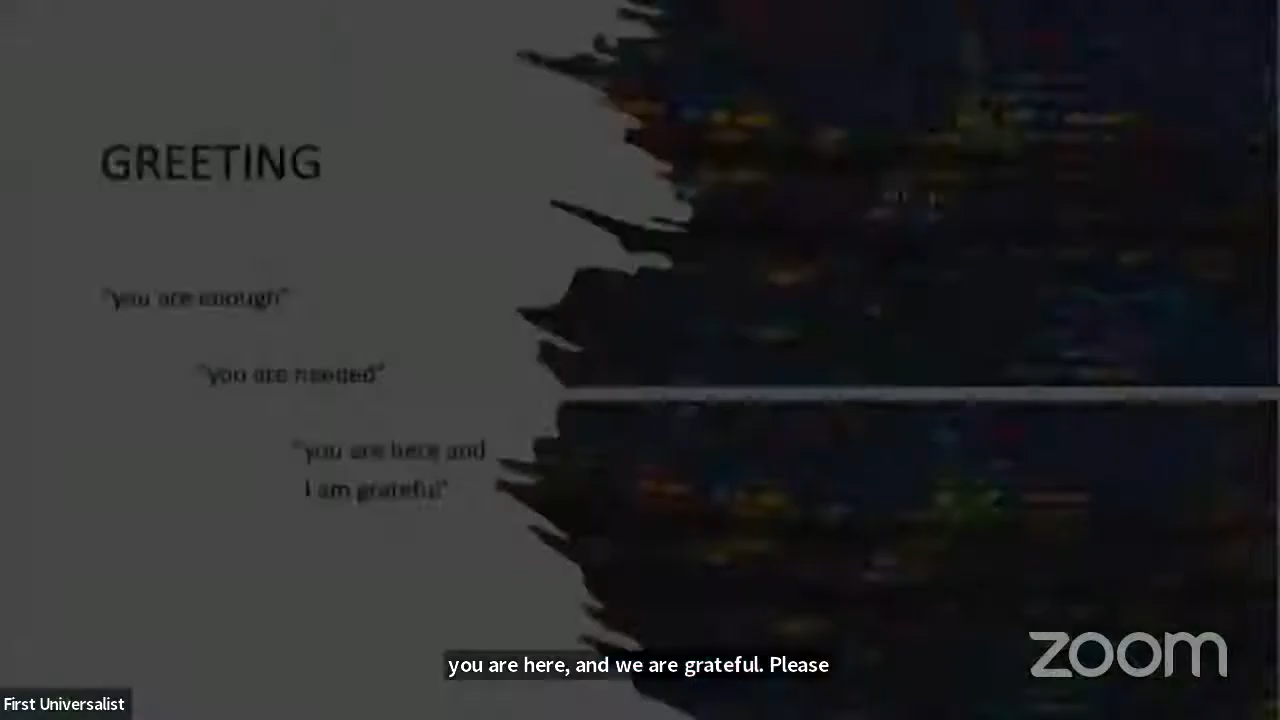 GREETING
"you are enough"
"you are needed"
"you are here and
I am grateful"
you are here, and we are grateful. Please
zoom
First Universalist